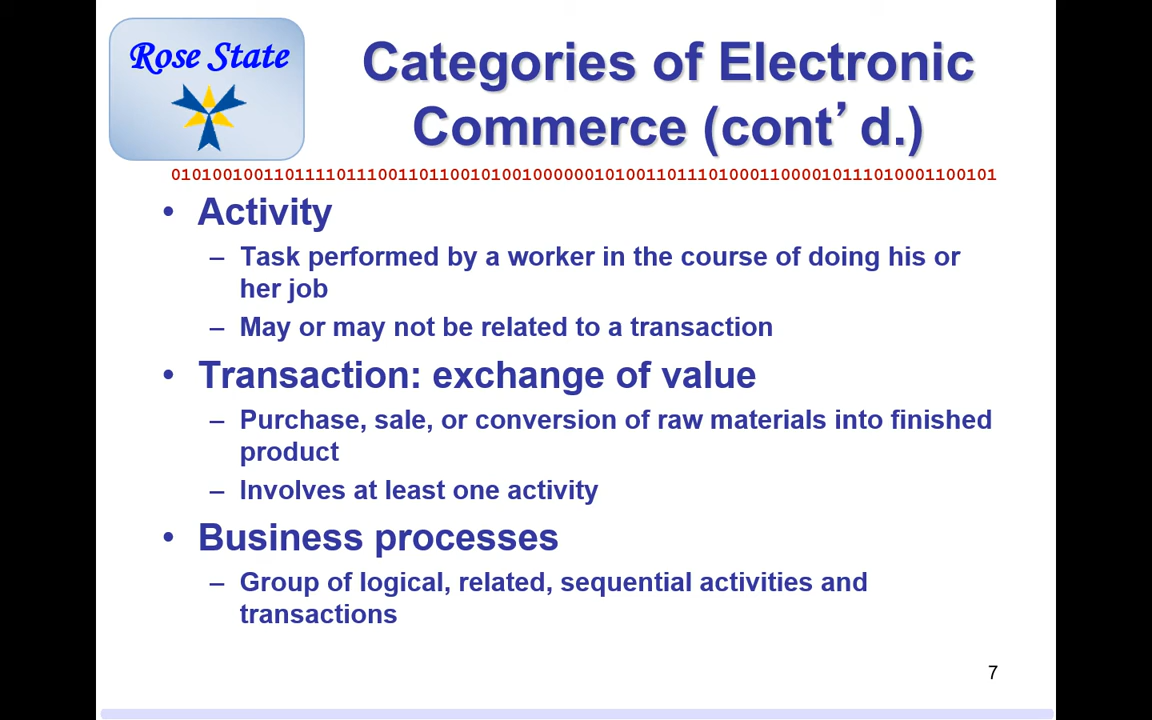 Rose State
Categories of Electronic
Commerce (cont’d.)
01010010011011110111001101100101001000000101001101110100011000010111010001100101
• Activity
– Task performed by a worker in the course of doing his or
her job
– May or may not be related to a transaction
• Transaction: exchange of value
– Purchase, sale, or conversion of raw materials into finished
product
– Involves at least one activity
• Business processes
– Group of logical, related, sequential activities and
transactions
7